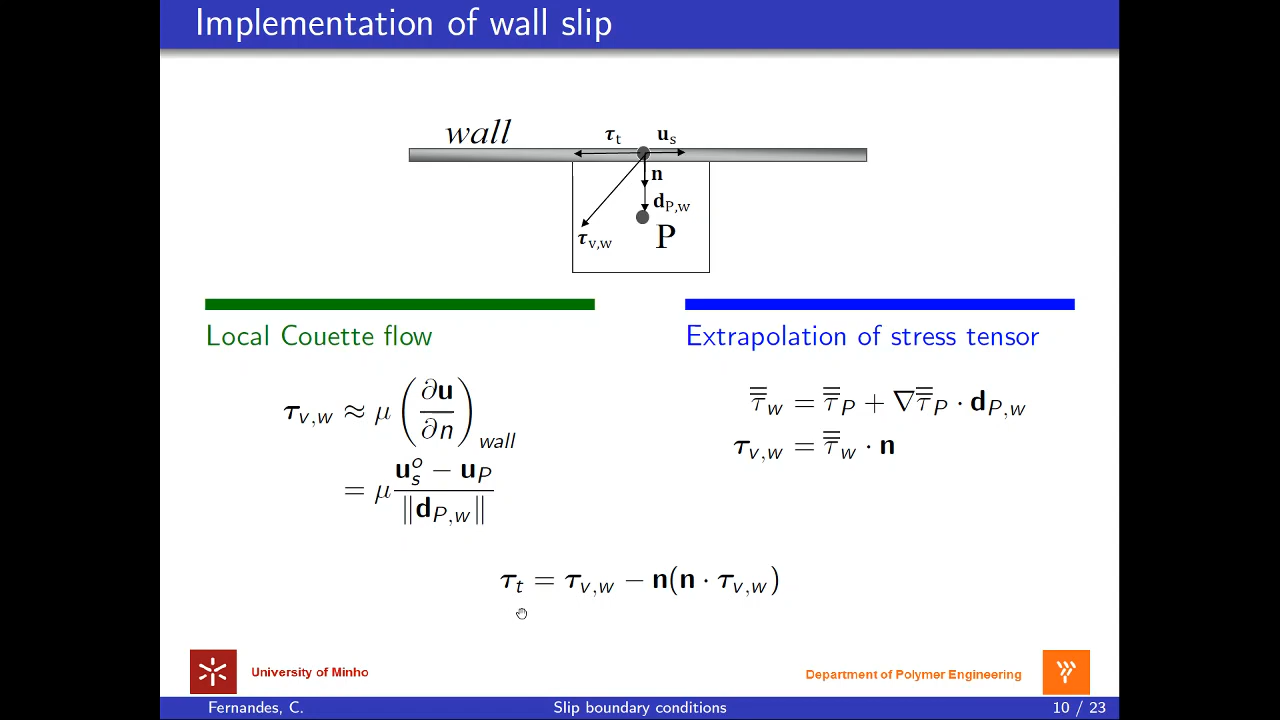 Implementation of wall slip
wall
τt us
n
dP,w
τv,w
P
Local Couette flow
τv,w ≈ μ (∂u/∂n)wall
= μ (u_s^o − uP)/‖dP,w‖
Extrapolation of stress tensor
τ̿w = τ̿P + ∇τ̿P · dP,w
τv,w = τ̿w · n
τt = τv,w − n(n · τv,w)
University of Minho
Department of Polymer Engineering
Fernandes, C. Slip boundary conditions 10 / 23